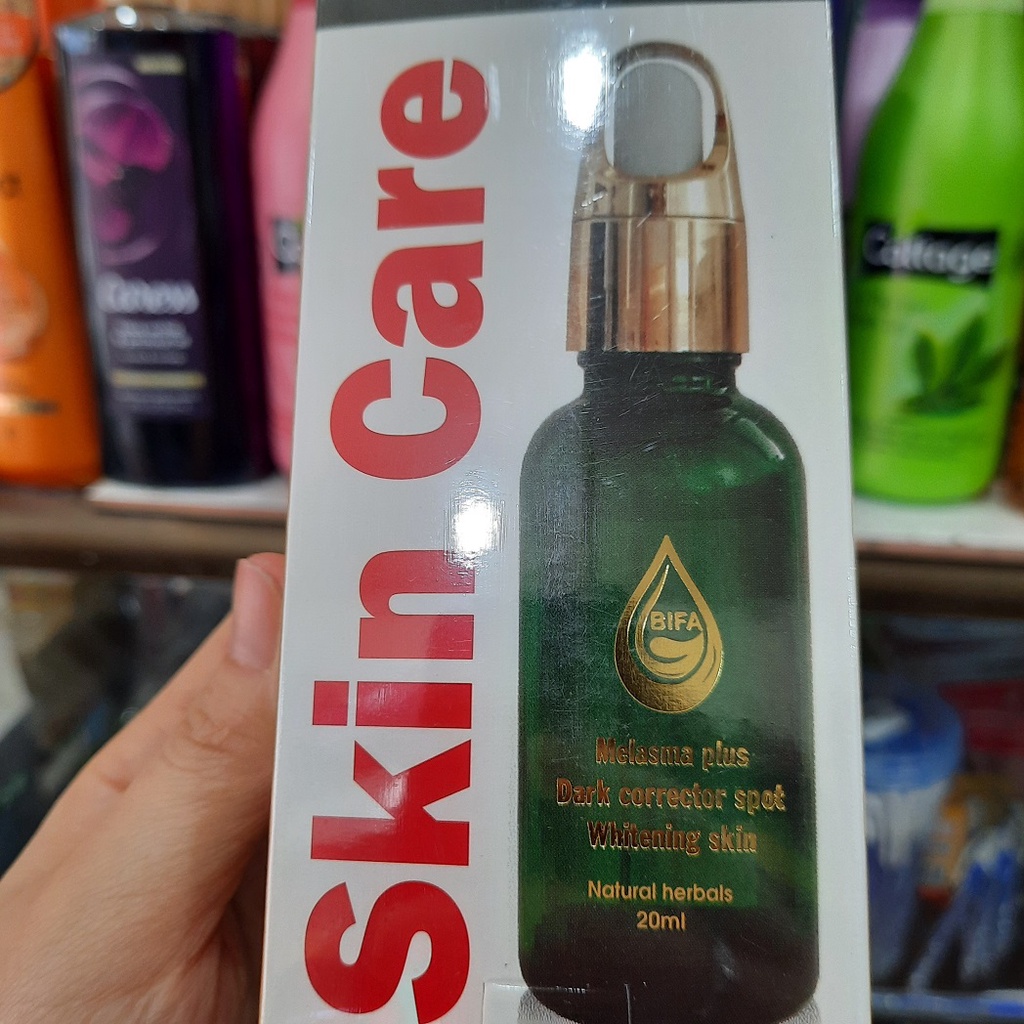 Skin Care
BIFA
Melasma plus
Dark corrector spot
Whitening skin
Natural herbals
20ml
Cottage